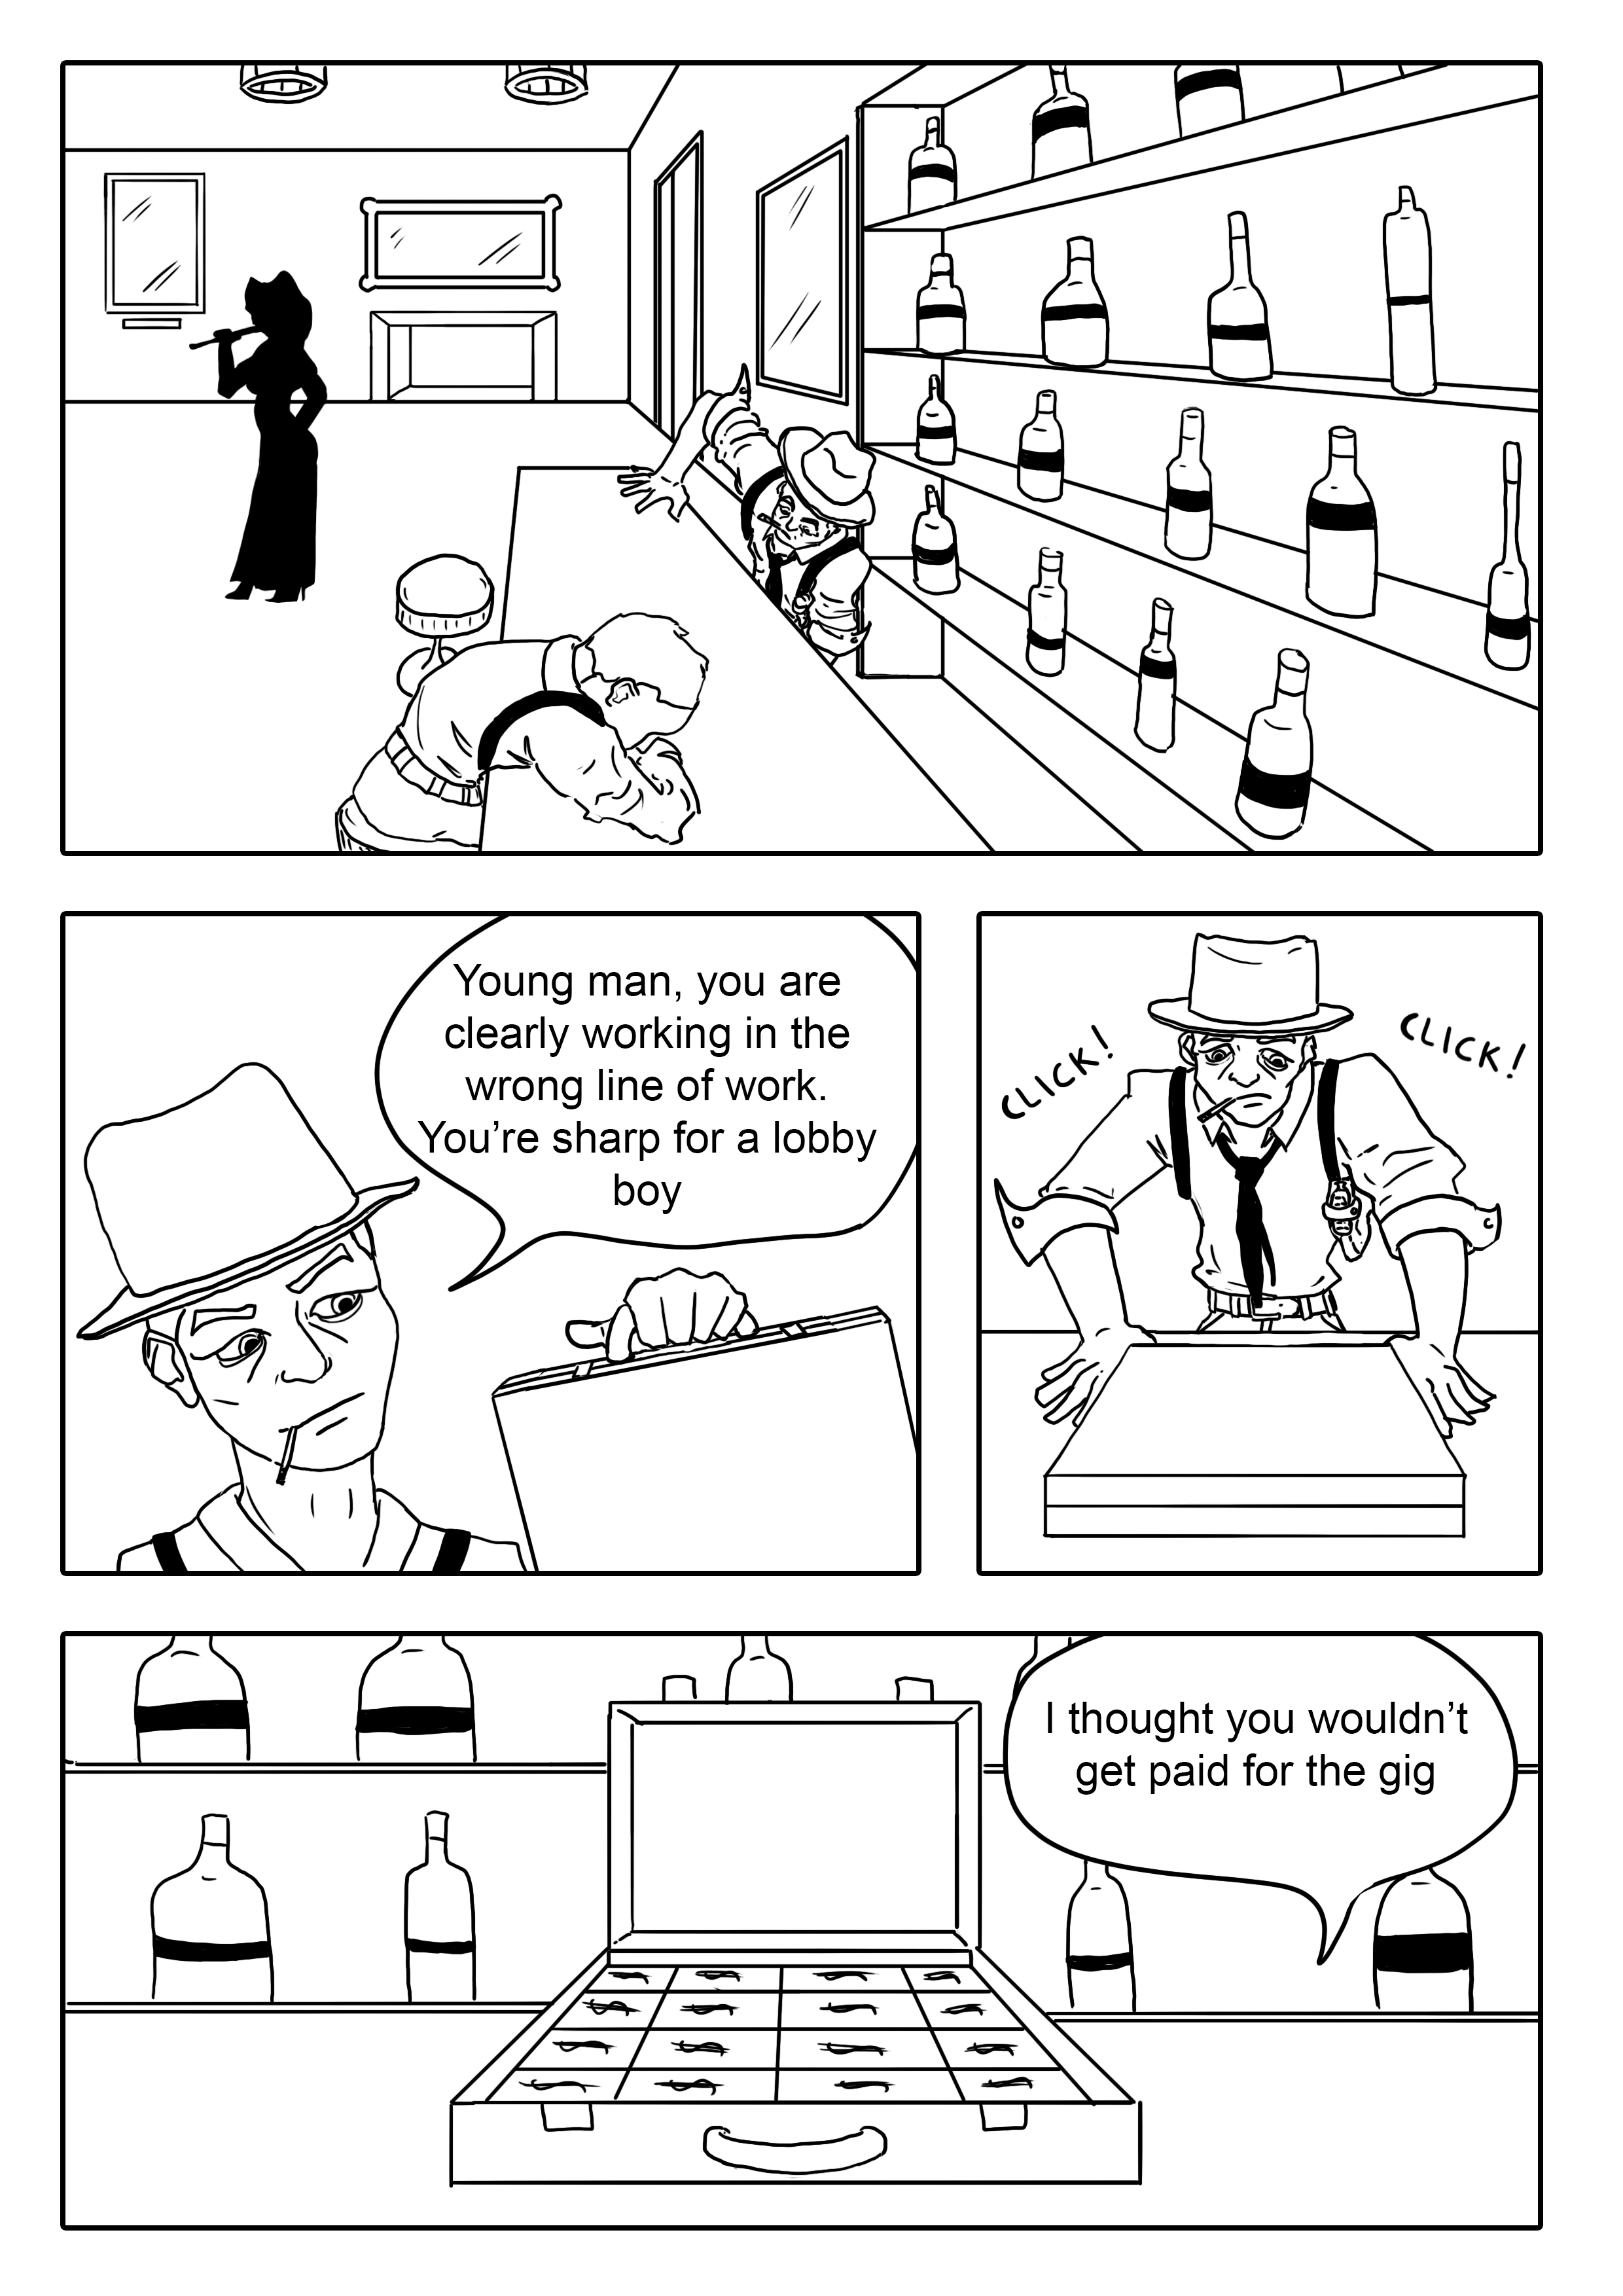 Young man, you are
clearly working in the
wrong line of work.
You’re sharp for a lobby
boy
CLICK!
CLICK!
I thought you wouldn’t
get paid for the gig